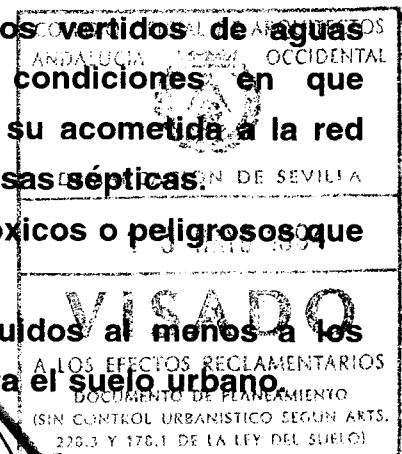 os vertidos de aguas
condiciones en que
su acometida a la red
sas sépticas.
óxicos o peligrosos que
uidos al menos a los
a el suelo urbano.
ANDALUCIA OCCIDENTAL
DE SEVILLA
VISADO
A LOS EFECTOS REGLAMENTARIOS
DOCUMENTO DE PLANEAMIENTO
(SIN CONTROL URBANISTICO SEGUN ARTS.
228.3 Y 178.1 DE LA LEY DEL SUELO)